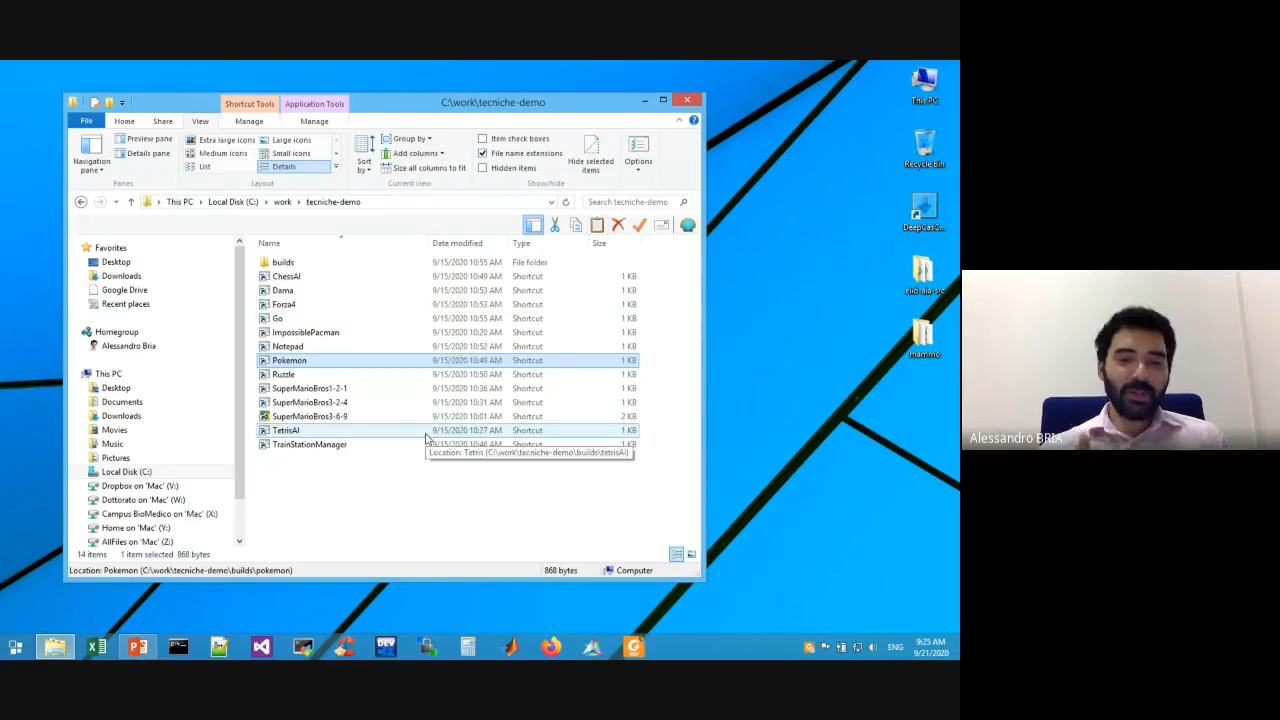 Shortcut Tools Application Tools C:\work\tecniche-demo
File Home Share View Manage Manage
Navigation pane
Preview pane
Details pane
Panes
Extra large icons Large icons
Medium icons Small icons
List Details
Layout
Sort by
Group by
Add columns
Size all columns to fit
Current view
Item check boxes
File name extensions
Hidden items
Hide selected items
Show/hide
Options
This PC Local Disk (C:) work tecniche-demo
Search tecniche-demo
Favorites
Desktop
Downloads
Google Drive
Recent places
Homegroup
Alessandro Bria
This PC
Desktop
Documents
Downloads
Movies
Music
Pictures
Local Disk (C:)
Dropbox on 'Mac' (V:)
Dottorato on 'Mac' (W:)
Campus BioMedico on 'Mac' (X:)
Home on 'Mac' (Y:)
AllFiles on 'Mac' (Z:)
Name Date modified Type Size
builds 9/15/2020 10:55 AM File folder
ChessAI 9/15/2020 10:49 AM Shortcut 1 KB
Dama 9/15/2020 10:53 AM Shortcut 1 KB
Forza4 9/15/2020 10:53 AM Shortcut 1 KB
Go 9/15/2020 10:55 AM Shortcut 1 KB
ImpossiblePacman 9/15/2020 10:20 AM Shortcut 1 KB
Notepad 9/15/2020 10:52 AM Shortcut 1 KB
Pokemon 9/15/2020 10:49 AM Shortcut 1 KB
Ruzzle 9/15/2020 10:50 AM Shortcut 1 KB
SuperMarioBros1-2-1 9/15/2020 10:36 AM Shortcut 1 KB
SuperMarioBros3-2-4 9/15/2020 10:31 AM Shortcut 1 KB
SuperMarioBros3-6-9 9/15/2020 10:01 AM Shortcut 2 KB
TetrisAI 9/15/2020 10:27 AM Shortcut 1 KB
TrainStationManager 9/15/2020 10:46 AM Shortcut 1 KB
Location: Tetris (C:\work\tecniche-demo\builds\tetrisAi)
14 items 1 item selected 868 bytes
Location: Pokemon (C:\work\tecniche-demo\builds\pokemon) 868 bytes Computer
This PC
Recycle Bin
DeepGasC...
mammo
Alessandro BRIA
DEV
PDF
ENG
9:25 AM
9/21/2020